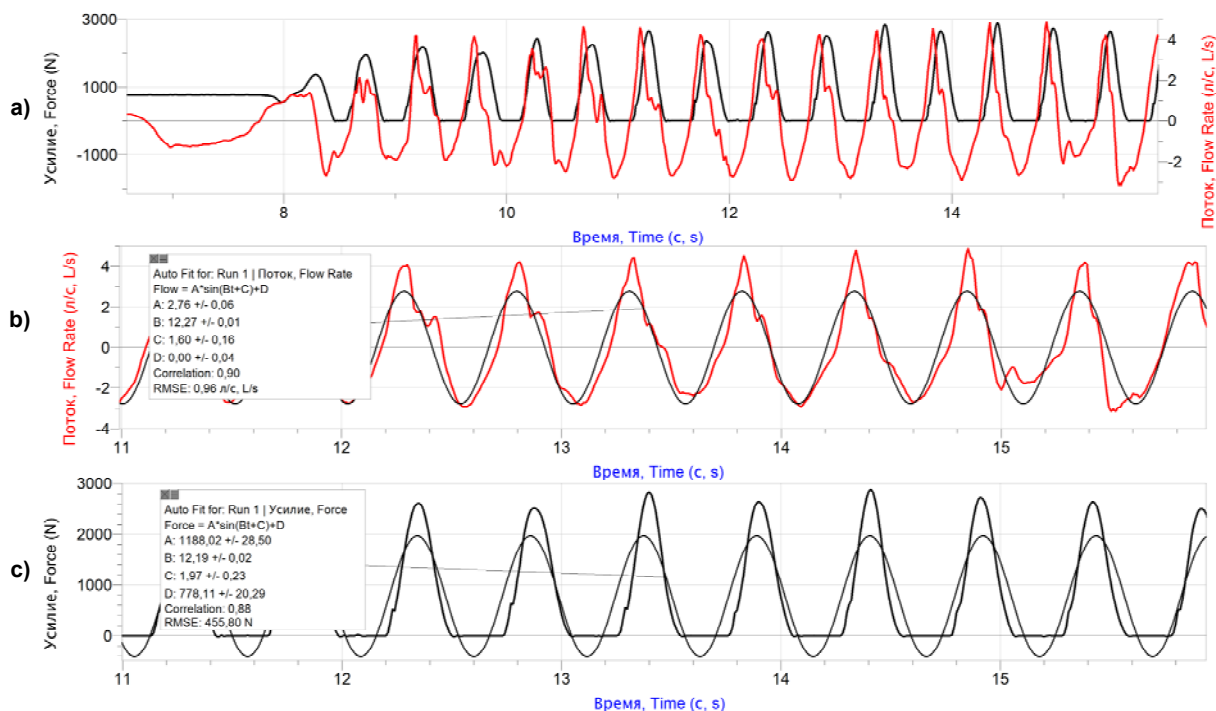 a)
Усилие, Force (N)
3000
1000
-1000
4
2
0
-2
Поток, Flow Rate (л/с, L/s)
8
10
12
14
Время, Time (с, s)
b)
Поток, Flow Rate (л/с, L/s)
4
2
0
-2
-4
Auto Fit for: Run 1 | Поток, Flow Rate
Flow = A*sin(Bt+C)+D
A: 2,76 +/- 0,06
B: 12,27 +/- 0,01
C: 1,60 +/- 0,16
D: 0,00 +/- 0,04
Correlation: 0,90
RMSE: 0,96 л/с, L/s
11
12
13
14
15
Время, Time (с, s)
c)
Усилие, Force (N)
3000
2000
1000
0
Auto Fit for: Run 1 | Усилие, Force
Force = A*sin(Bt+C)+D
A: 1188,02 +/- 28,50
B: 12,19 +/- 0,02
C: 1,97 +/- 0,23
D: 778,11 +/- 20,29
Correlation: 0,88
RMSE: 455,80 N
11
12
13
14
15
Время, Time (с, s)